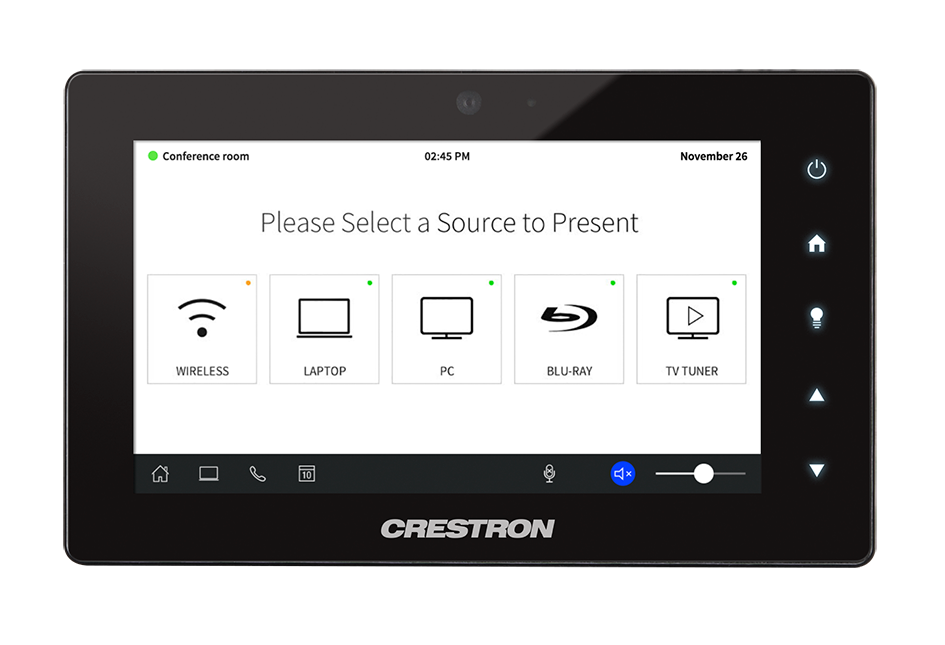 Conference room 02:45 PM November 26
Please Select a Source to Present
WIRELESS LAPTOP PC BLU-RAY TV TUNER
10
CRESTRON